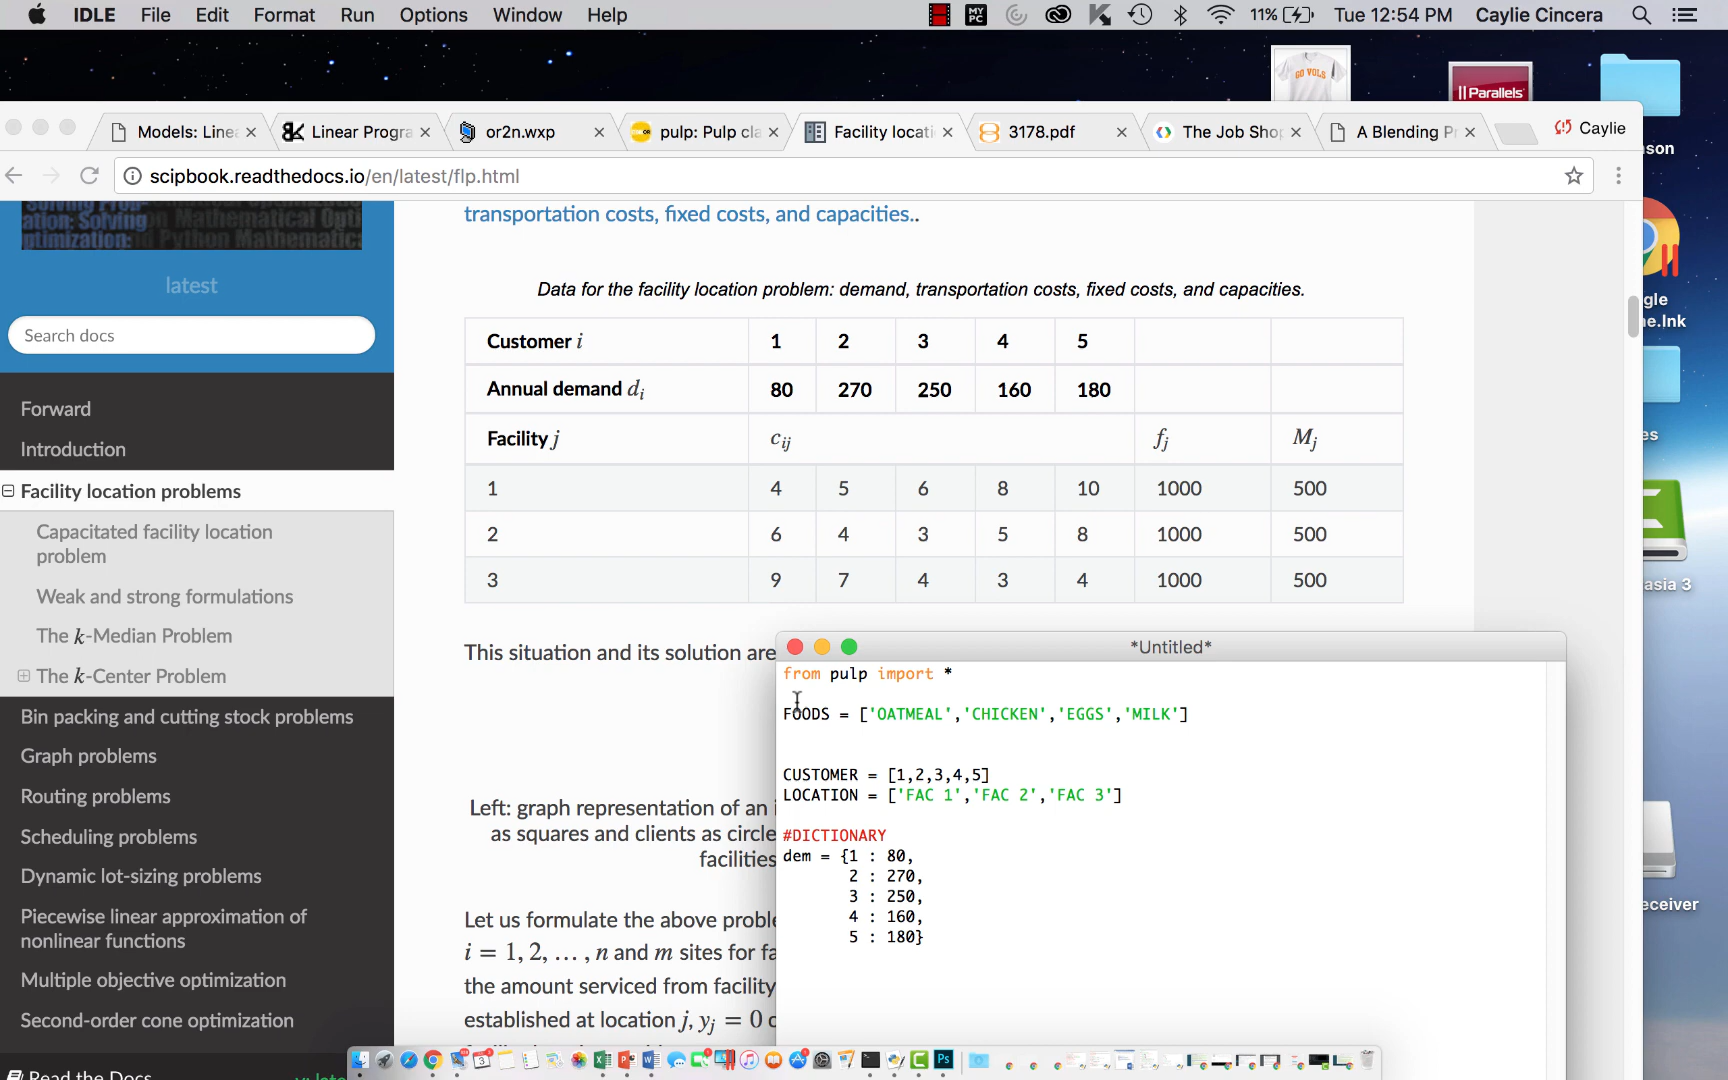 IDLE File Edit Format Run Options Window Help
MY PC 11% Tue 12:54 PM Caylie Cincera
GO VOLS
Parallels
Models: Line
Linear Progra
or2n.wxp
pulp: Pulp cla
Facility locati
3178.pdf
The Job Sho
A Blending Pr
Caylie
scipbook.readthedocs.io/en/latest/flp.html
latest
Search docs
Forward
Introduction
Facility location problems
Capacitated facility location
problem
Weak and strong formulations
The k-Median Problem
The k-Center Problem
Bin packing and cutting stock problems
Graph problems
Routing problems
Scheduling problems
Dynamic lot-sizing problems
Piecewise linear approximation of
nonlinear functions
Multiple objective optimization
Second-order cone optimization
Read the Docs
transportation costs, fixed costs, and capacities..
Data for the facility location problem: demand, transportation costs, fixed costs, and capacities.
Customer i 1 2 3 4 5
Annual demand di 80 270 250 160 180
Facility j cij fj Mj
1 4 5 6 8 10 1000 500
2 6 4 3 5 8 1000 500
3 9 7 4 3 4 1000 500
This situation and its solution are
Left: graph representation of an i
as squares and clients as circle
facilities
Let us formulate the above proble
i = 1, 2, …, n and m sites for fa
the amount serviced from facility
established at location j, yj = 0 o
*Untitled*
from pulp import *
FOODS = ['OATMEAL','CHICKEN','EGGS','MILK']
CUSTOMER = [1,2,3,4,5]
LOCATION = ['FAC 1','FAC 2','FAC 3']
#DICTIONARY
dem = {1 : 80,
2 : 270,
3 : 250,
4 : 160,
5 : 180}
son
gle
e.lnk
es
asia 3
eceiver